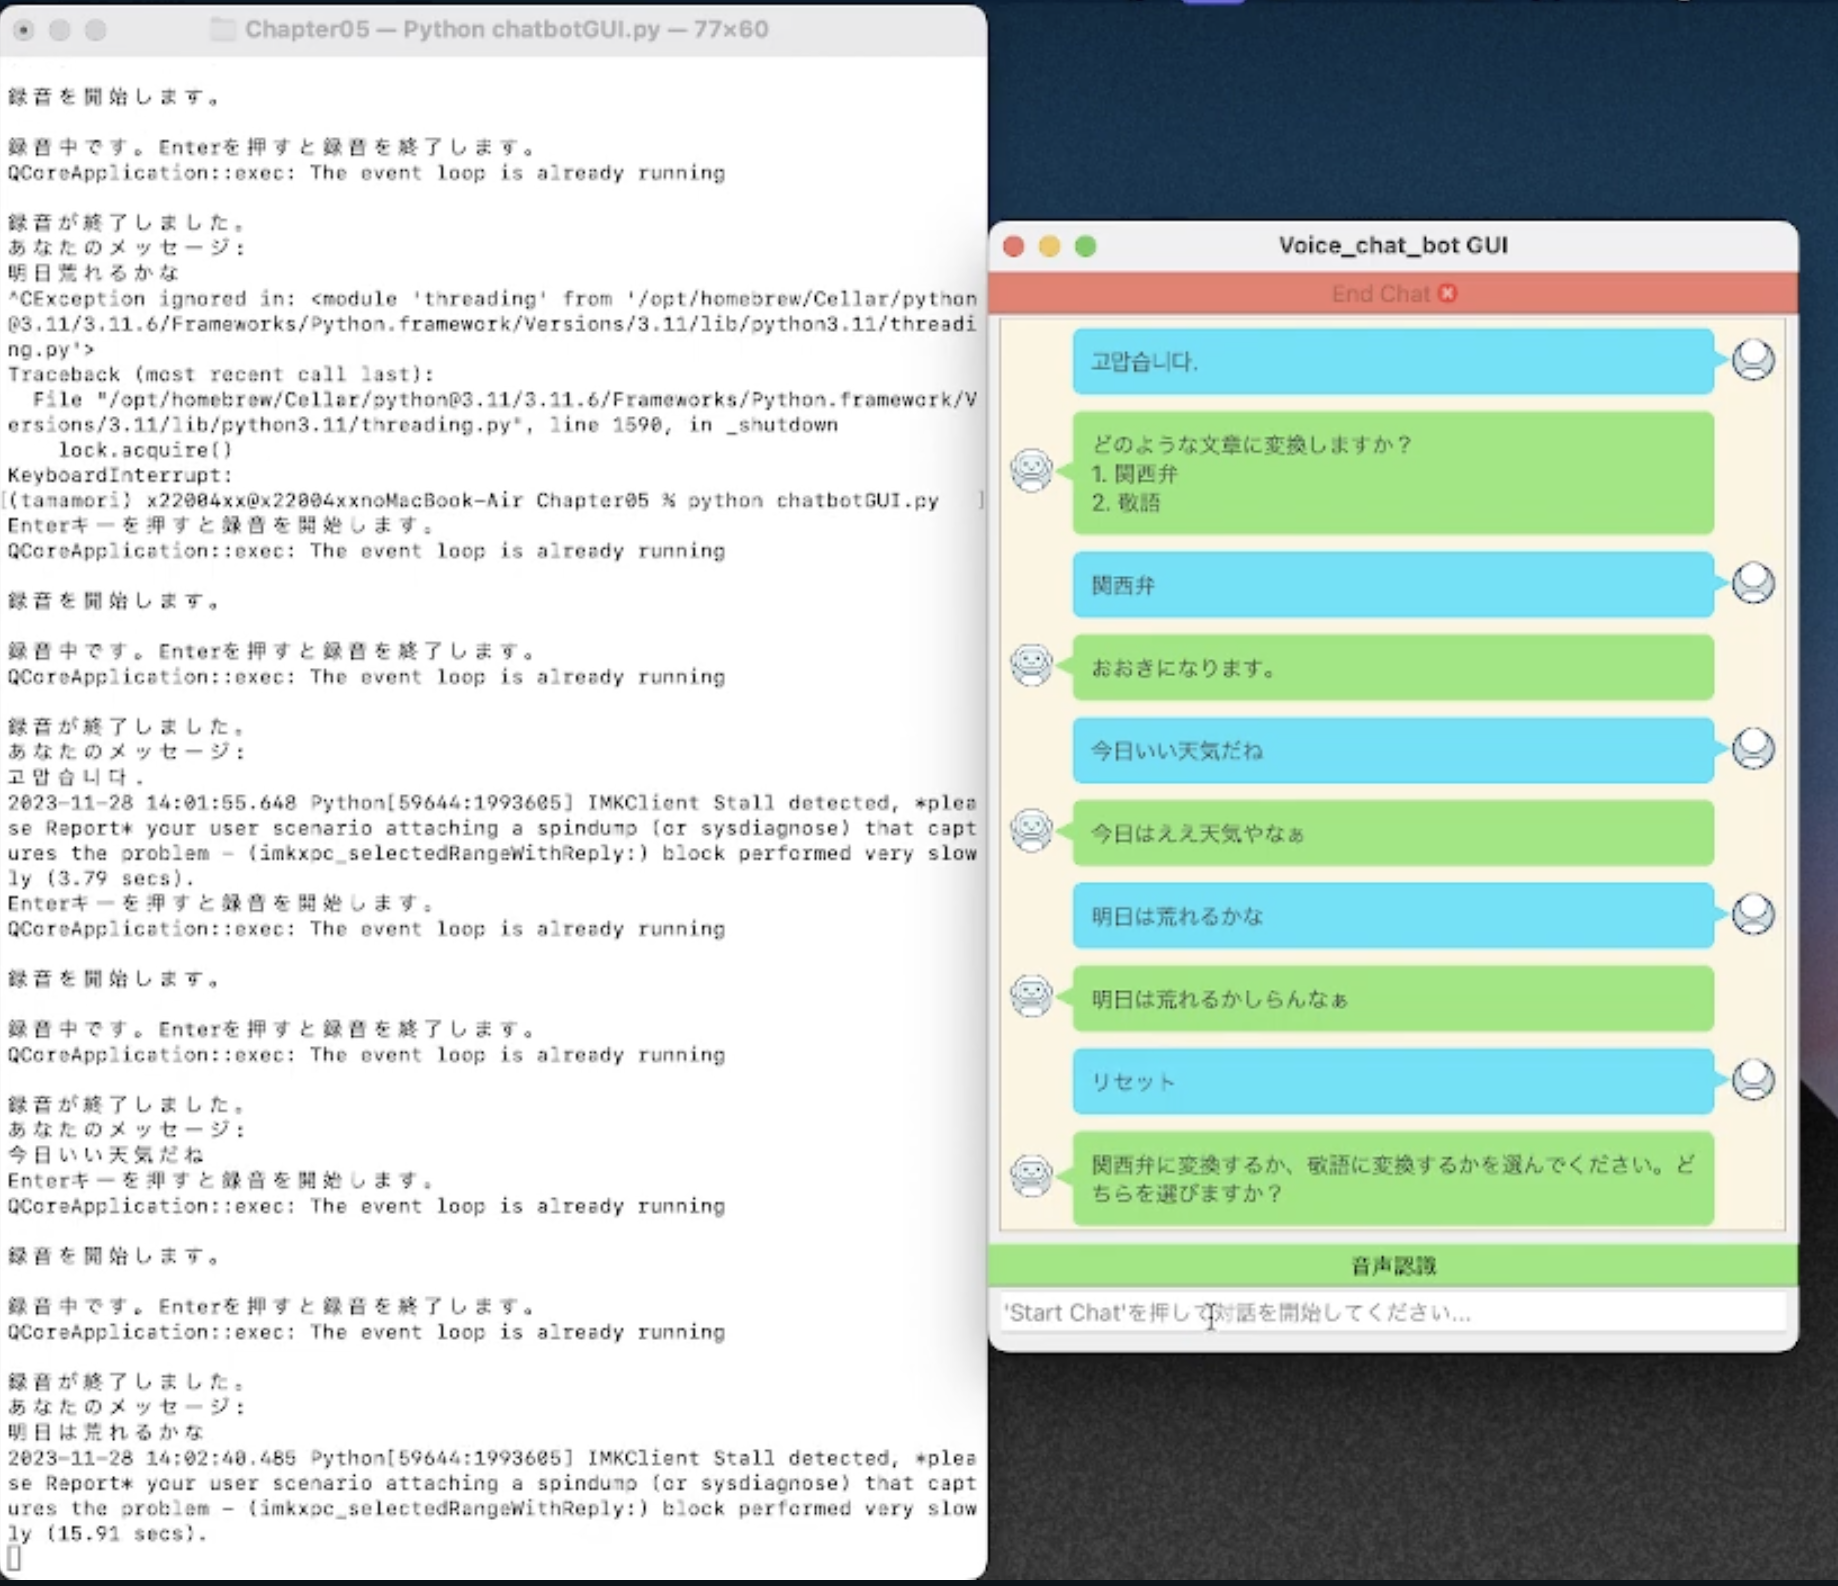 Chapter05 — Python chatbotGUI.py — 77×60
録音を開始します。
録音中です。Enterを押すと録音を終了します。
QCoreApplication::exec: The event loop is already running
録音が終了しました。
あなたのメッセージ:
明日荒れるかな
^CException ignored in: <module 'threading' from '/opt/homebrew/Cellar/python
@3.11/3.11.6/Frameworks/Python.framework/Versions/3.11/lib/python3.11/threadi
ng.py'>
Traceback (most recent call last):
  File "/opt/homebrew/Cellar/python@3.11/3.11.6/Frameworks/Python.framework/V
ersions/3.11/lib/python3.11/threading.py", line 1590, in _shutdown
    lock.acquire()
KeyboardInterrupt:
[(tamamori) x22004xx@x22004xxnoMacBook-Air Chapter05 % python chatbotGUI.py   ]
Enterキーを押すと録音を開始します。
QCoreApplication::exec: The event loop is already running
録音を開始します。
録音中です。Enterを押すと録音を終了します。
QCoreApplication::exec: The event loop is already running
録音が終了しました。
あなたのメッセージ:
고맙습니다.
2023-11-28 14:01:55.648 Python[59644:1993605] IMKClient Stall detected, *plea
se Report* your user scenario attaching a spindump (or sysdiagnose) that capt
ures the problem - (imkxpc_selectedRangeWithReply:) block performed very slow
ly (3.79 secs).
Enterキーを押すと録音を開始します。
QCoreApplication::exec: The event loop is already running
録音を開始します。
録音中です。Enterを押すと録音を終了します。
QCoreApplication::exec: The event loop is already running
録音が終了しました。
あなたのメッセージ:
今日いい天気だね
Enterキーを押すと録音を開始します。
QCoreApplication::exec: The event loop is already running
録音を開始します。
録音中です。Enterを押すと録音を終了します。
QCoreApplication::exec: The event loop is already running
録音が終了しました。
あなたのメッセージ:
明日は荒れるかな
2023-11-28 14:02:40.485 Python[59644:1993605] IMKClient Stall detected, *plea
se Report* your user scenario attaching a spindump (or sysdiagnose) that capt
ures the problem - (imkxpc_selectedRangeWithReply:) block performed very slow
ly (15.91 secs).
Voice_chat_bot GUI
End Chat
고맙습니다.
どのような文章に変換しますか？
1. 関西弁
2. 敬語
関西弁
おおきになります。
今日いい天気だね
今日はええ天気やなぁ
明日は荒れるかな
明日は荒れるかしらんなぁ
リセット
関西弁に変換するか、敬語に変換するかを選んでください。ど
ちらを選びますか？
音声認識
'Start Chat'を押して対話を開始してください...